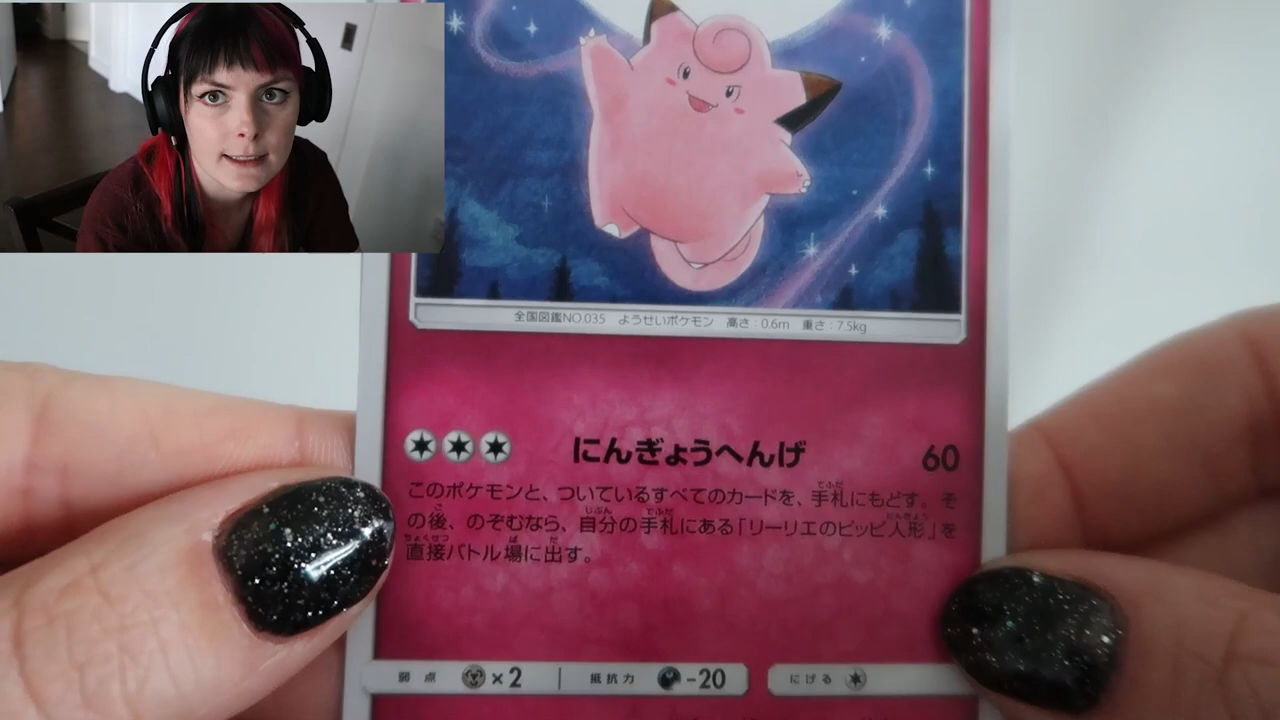 全国図鑑NO.035 ようせいポケモン 高さ:0.6m 重さ:7.5kg
にんぎょうへんげ 60
このポケモンと、ついているすべてのカードを、手札にもどす。そ
の後、のぞむなら、自分の手札にある「リーリエのピッピ人形」を
直接バトル場に出す。
弱点 ×2 抵抗力 -20 にげる